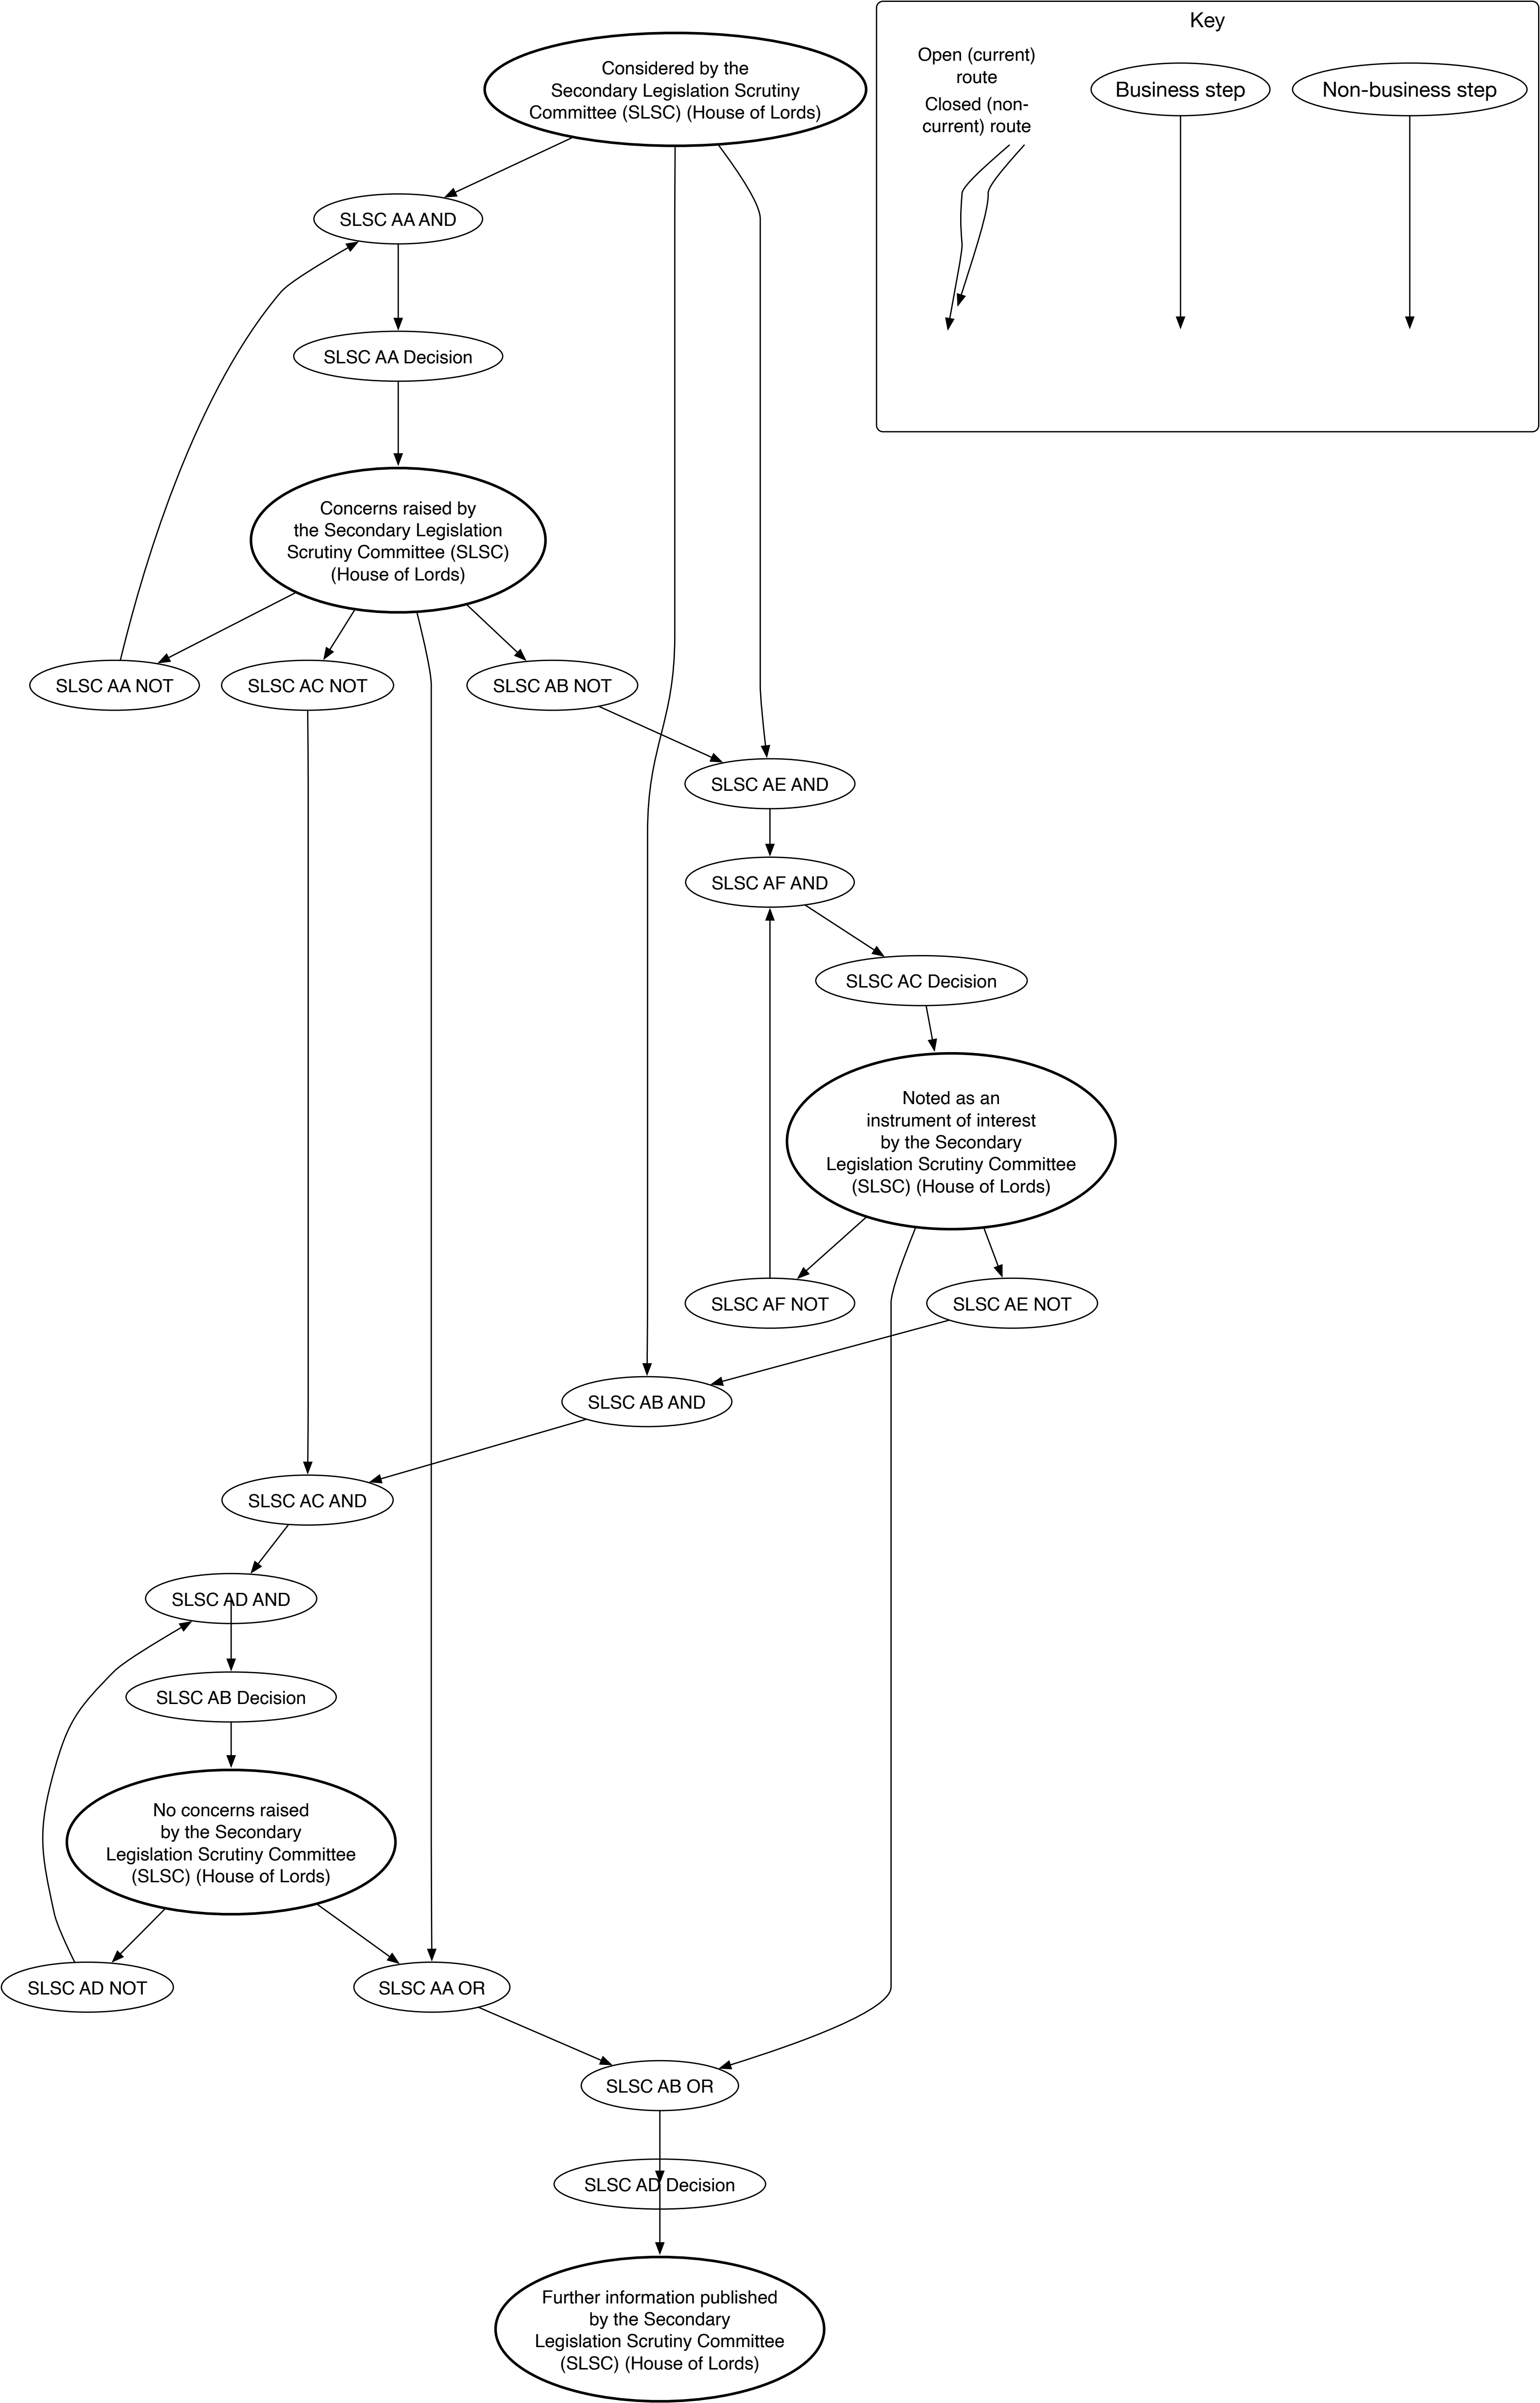 Key
Open (current)
route
Closed (non-
current) route
Business step
Non-business step
Considered by the
Secondary Legislation Scrutiny
Committee (SLSC) (House of Lords)
SLSC AA AND
SLSC AA Decision
Concerns raised by
the Secondary Legislation
Scrutiny Committee (SLSC)
(House of Lords)
SLSC AA NOT
SLSC AC NOT
SLSC AB NOT
SLSC AE AND
SLSC AF AND
SLSC AC Decision
Noted as an
instrument of interest
by the Secondary
Legislation Scrutiny Committee
(SLSC) (House of Lords)
SLSC AF NOT
SLSC AE NOT
SLSC AB AND
SLSC AC AND
SLSC AD AND
SLSC AB Decision
No concerns raised
by the Secondary
Legislation Scrutiny Committee
(SLSC) (House of Lords)
SLSC AD NOT
SLSC AA OR
SLSC AB OR
SLSC AD Decision
Further information published
by the Secondary
Legislation Scrutiny Committee
(SLSC) (House of Lords)